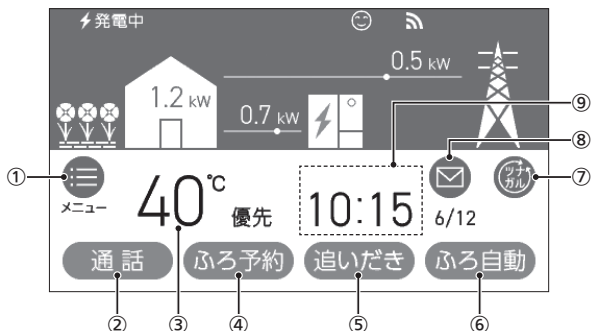 発電中
0.5 kW
1.2 kW
0.7 kW
⑨
⑧
①
メニュー
40℃
優先
10:15
6/12
ツナガル
⑦
通話
ふろ予約
追いだき
ふろ自動
②
③
④
⑤
⑥